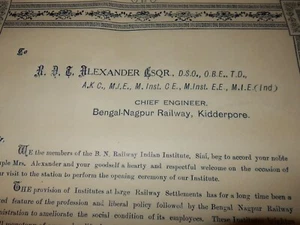 To
R. D. T. ALEXANDER ESQR. D.S.O., O.B.E., T.D.,
A.K.C., M.I.E., M. Inst. C E., M. Inst. E E., M.I.E. (Ind)
CHIEF ENGINEER,
Bengal-Nagpur Railway, Kidderpore.
WE the members of the B. N. Railway Indian Institute, Sini, beg to accord your noble
Mrs. Alexander and your goodself a hearty and respectful welcome on the occasion of
visit to the station to perform the opening ceremony of our Institute.
THE provision of Institutes at large Railway Settlements has for a long time been a
feature of the profession and liberal policy followed by the Bengal Nagpur Railway
to ameliorate the social condition of its employees. These